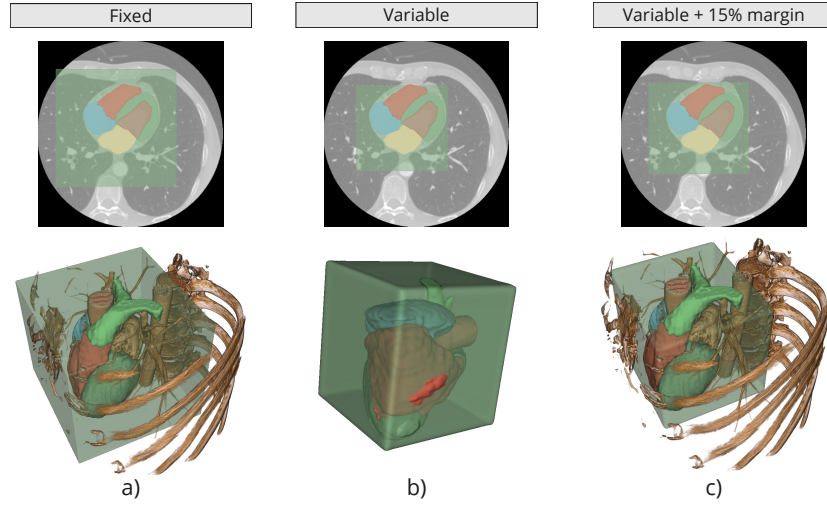 Fixed
Variable
Variable + 15% margin
a)
b)
c)